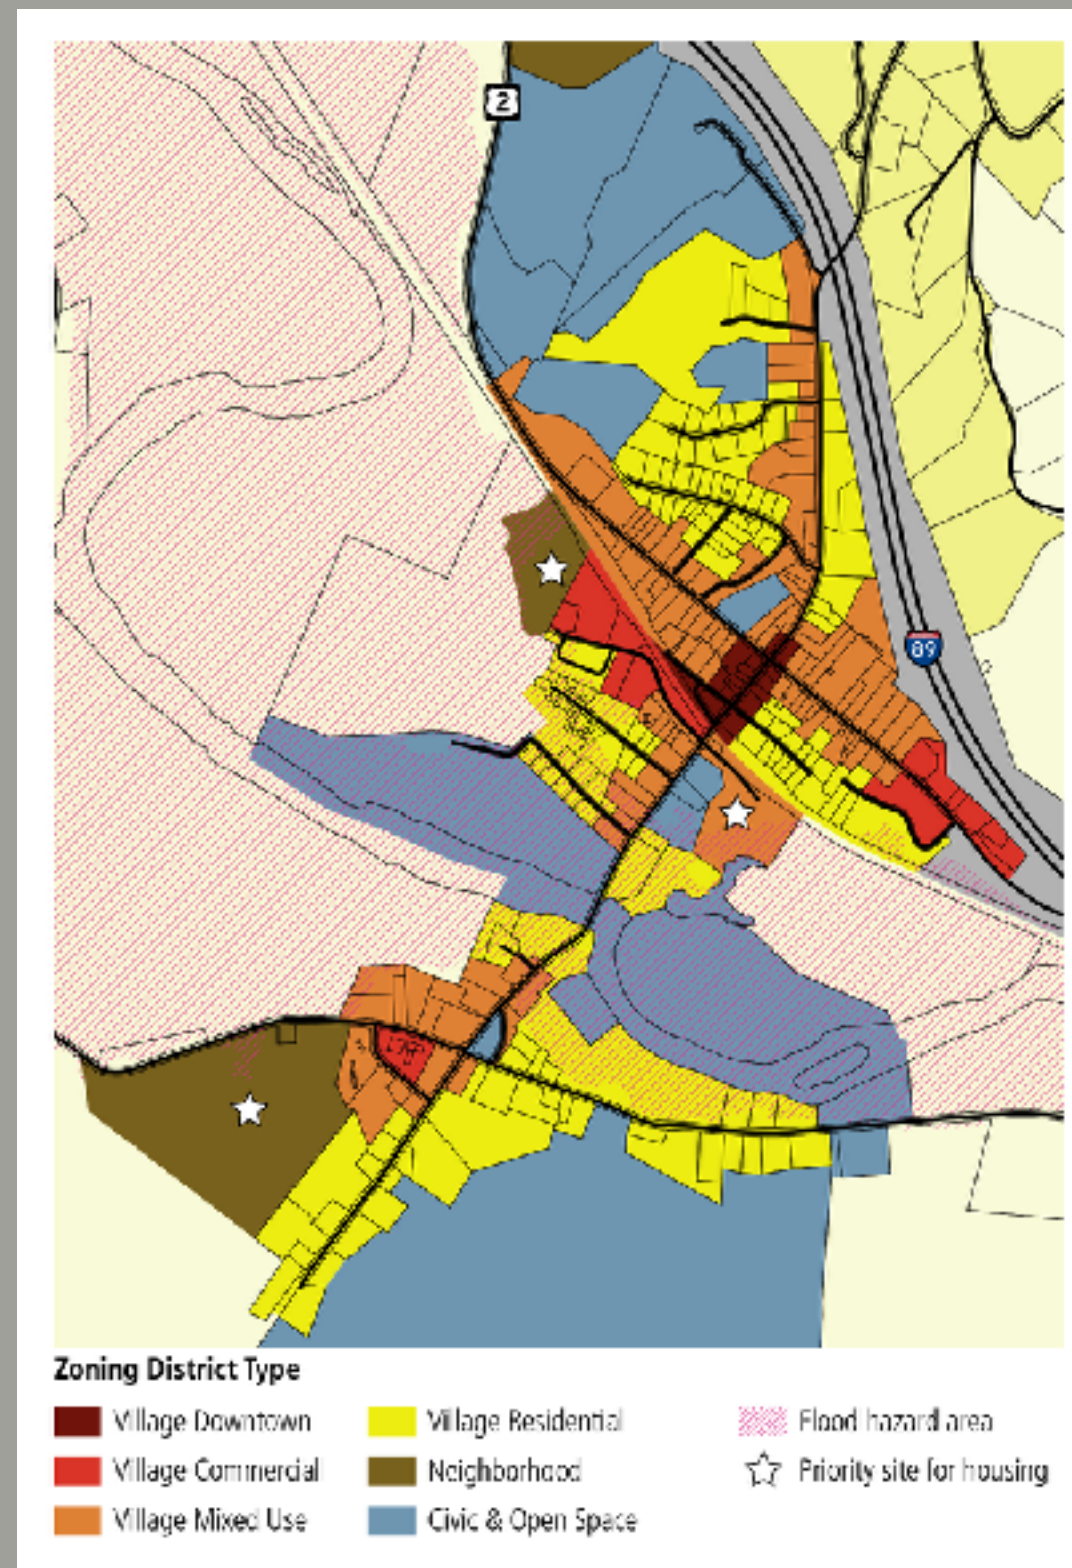 2
89
Zoning District Type
Village Downtown
Village Residential
Flood hazard area
Village Commercial
Neighborhood
Priority site for housing
Village Mixed Use
Civic & Open Space